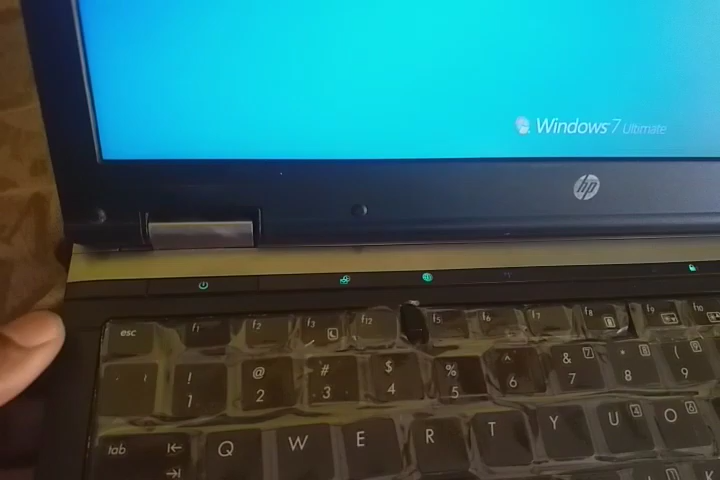 Windows 7 Ultimate
hp
esc f1 f2 f3 f12 f5 f6 f7 f8 f9 f10
! @ # $ % ^ & * (
1 2 3 4 5 6 7 8 9
tab Q W E R T Y U O
K